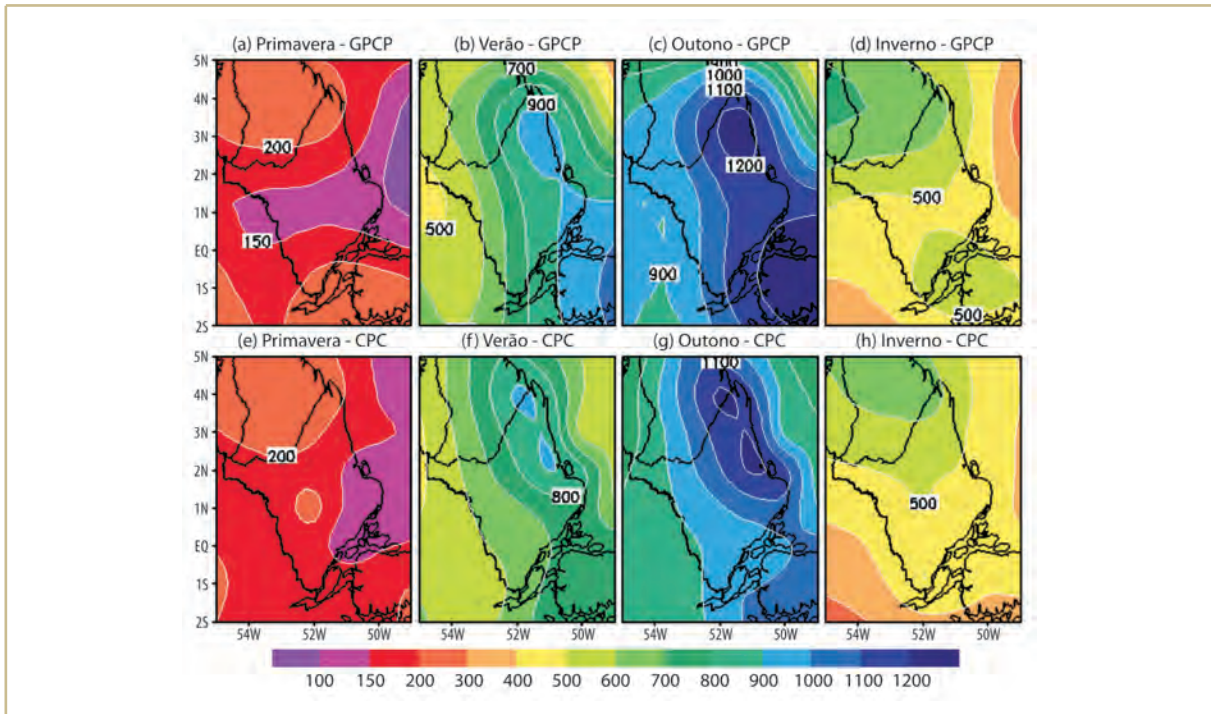 (a) Primavera - GPCP (b) Verão - GPCP (c) Outono - GPCP (d) Inverno - GPCP
5N
4N
3N
2N
1N
EQ
1S
2S
200
150
700
900
500
900
1000
1100
1200
900
500
500
(e) Primavera - CPC (f) Verão - CPC (g) Outono - CPC (h) Inverno - CPC
5N
4N
3N
2N
1N
EQ
1S
2S
200
800
1100
500
54W 52W 50W 54W 52W 50W 54W 52W 50W 54W 52W 50W
100 150 200 300 400 500 600 700 800 900 1000 1100 1200